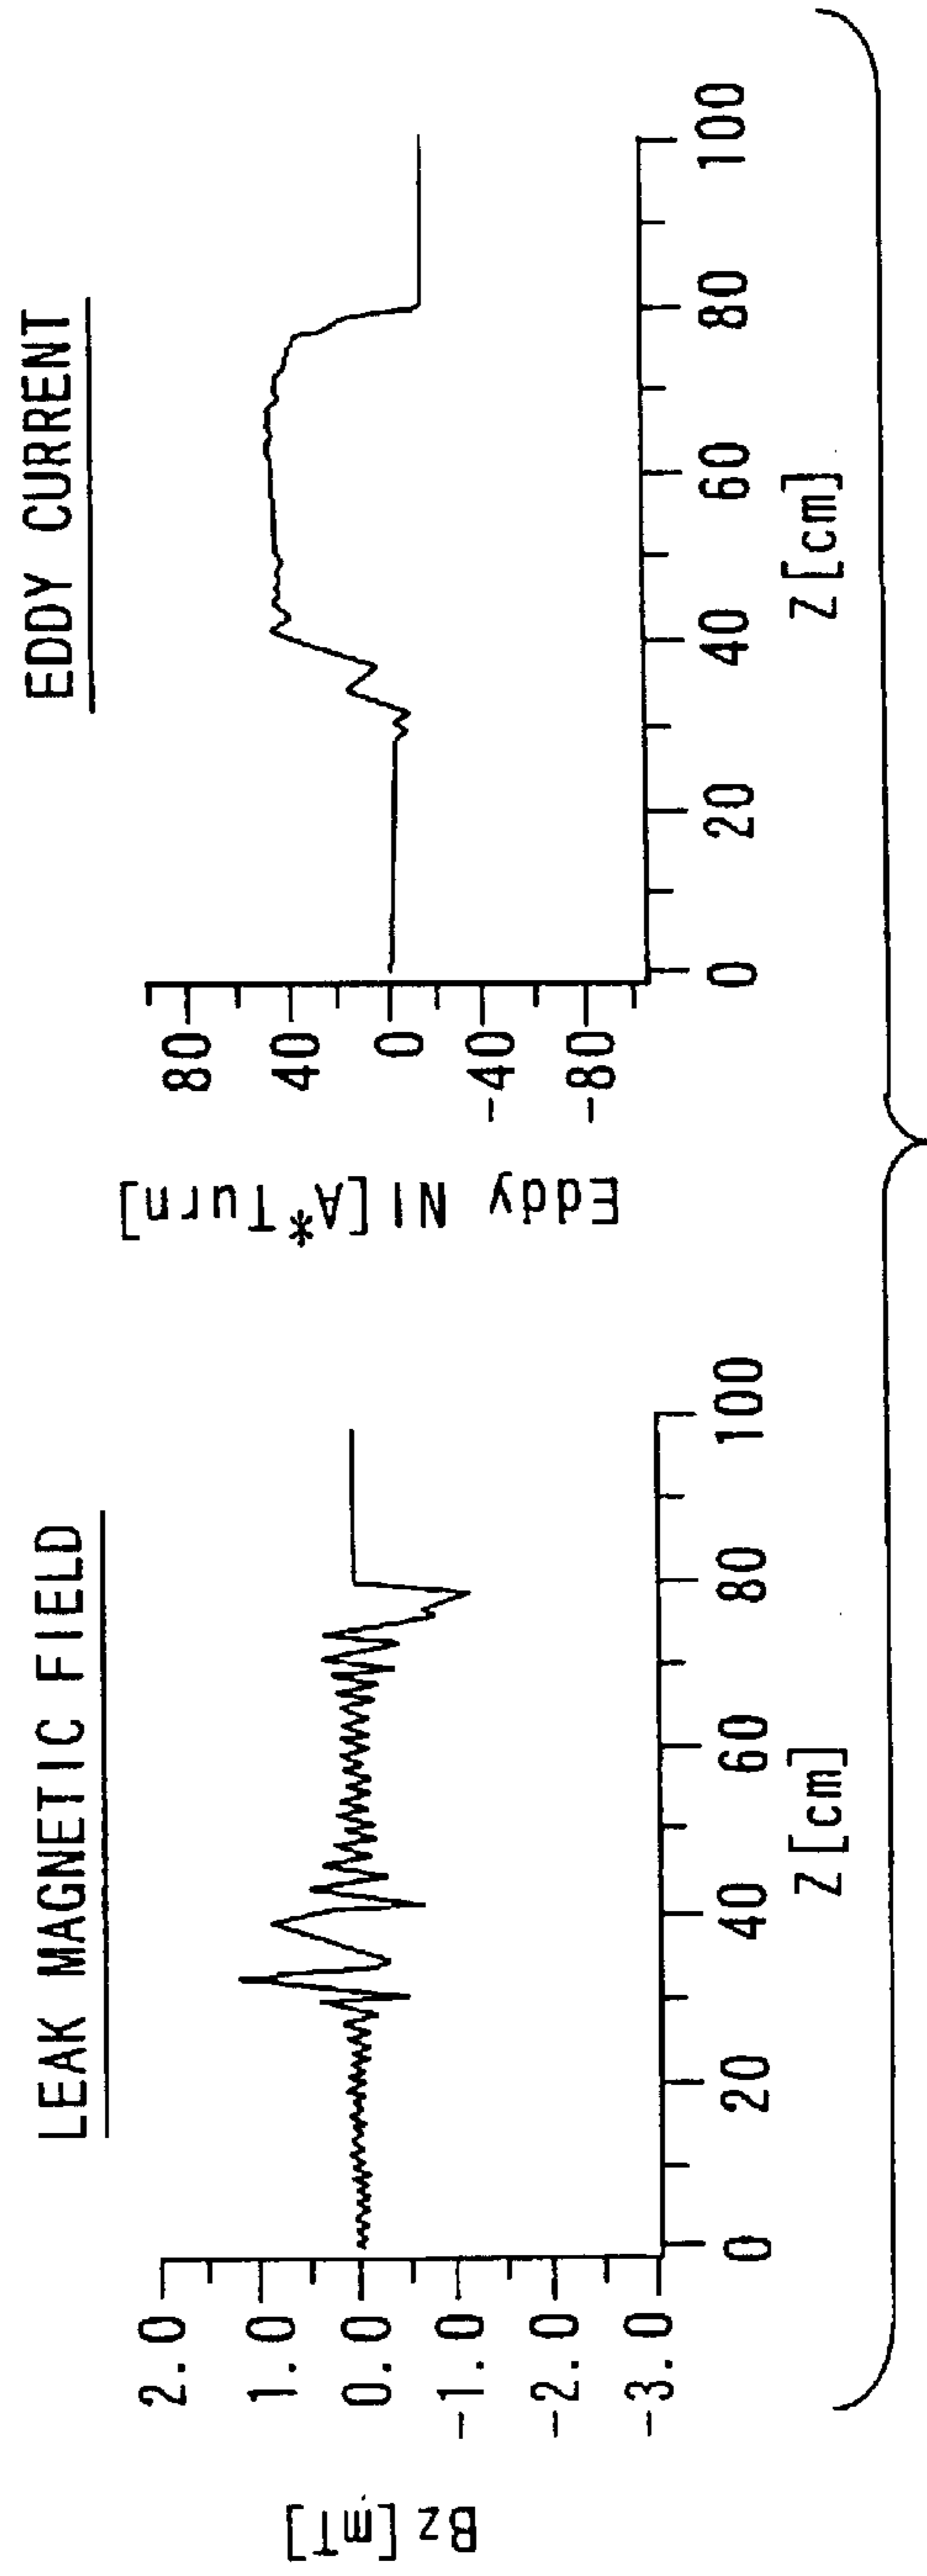 LEAK MAGNETIC FIELD
Bz[mT]
2.0
1.0
0.0
-1.0
-2.0
-3.0
0 20 40 60 80 100
Z[cm]
EDDY CURRENT
Eddy NI[A*Turn]
80
40
0
-40
-80
0 20 40 60 80 100
Z[cm]